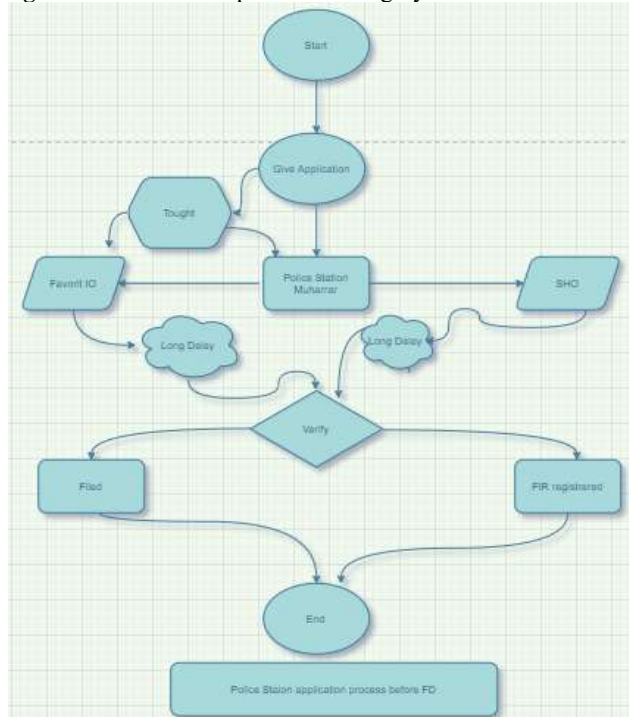 Start
Give Application
Tought
Favorit IO
Police Station
Muharrar
SHO
Long Delay
Long Delay
Verify
Filed
FIR registrared
End
Police Staion application process before FD